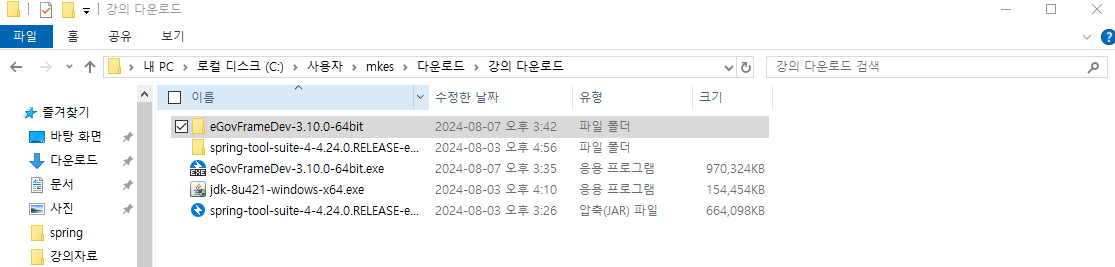 강의 다운로드
파일 홈 공유 보기
내 PC 로컬 디스크 (C:) 사용자 mkes 다운로드 강의 다운로드 강의 다운로드 검색
즐겨찾기
바탕 화면
다운로드
문서
사진
spring
강의자료
이름 수정한 날짜 유형 크기
eGovFrameDev-3.10.0-64bit 2024-08-07 오후 3:42 파일 폴더
spring-tool-suite-4-4.24.0.RELEASE-e... 2024-08-03 오후 4:56 파일 폴더
eGovFrameDev-3.10.0-64bit.exe 2024-08-07 오후 3:35 응용 프로그램 970,324KB
jdk-8u421-windows-x64.exe 2024-08-03 오후 4:10 응용 프로그램 154,454KB
spring-tool-suite-4-4.24.0.RELEASE-e... 2024-08-03 오후 3:26 압축(JAR) 파일 664,098KB